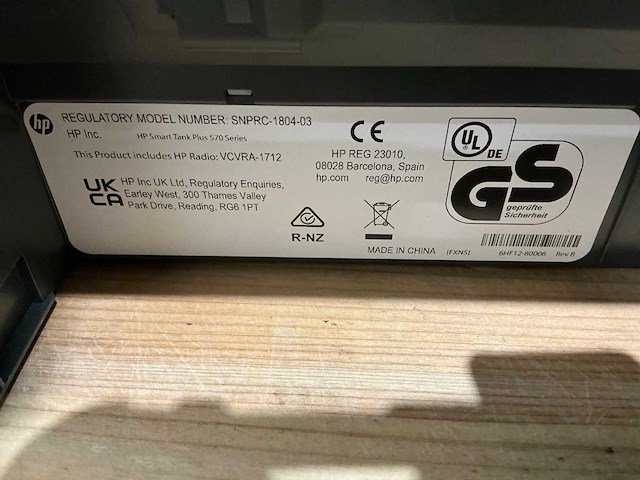 hp
REGULATORY MODEL NUMBER: SNPRC-1804-03
HP Inc.
HP Smart Tank Plus 570 Series
This Product includes HP Radio: VCVRA-1712
UK
CA
HP Inc UK Ltd, Regulatory Enquiries,
Earley West, 300 Thames Valley
Park Drive, Reading, RG6 1PT
CE
HP REG 23010,
08028 Barcelona, Spain
hp.com reg@hp.com
R-NZ
UL
DE
GS
geprüfte
Sicherheit
MADE IN CHINA
[FXN5]
6HF12-80006 Rev.B